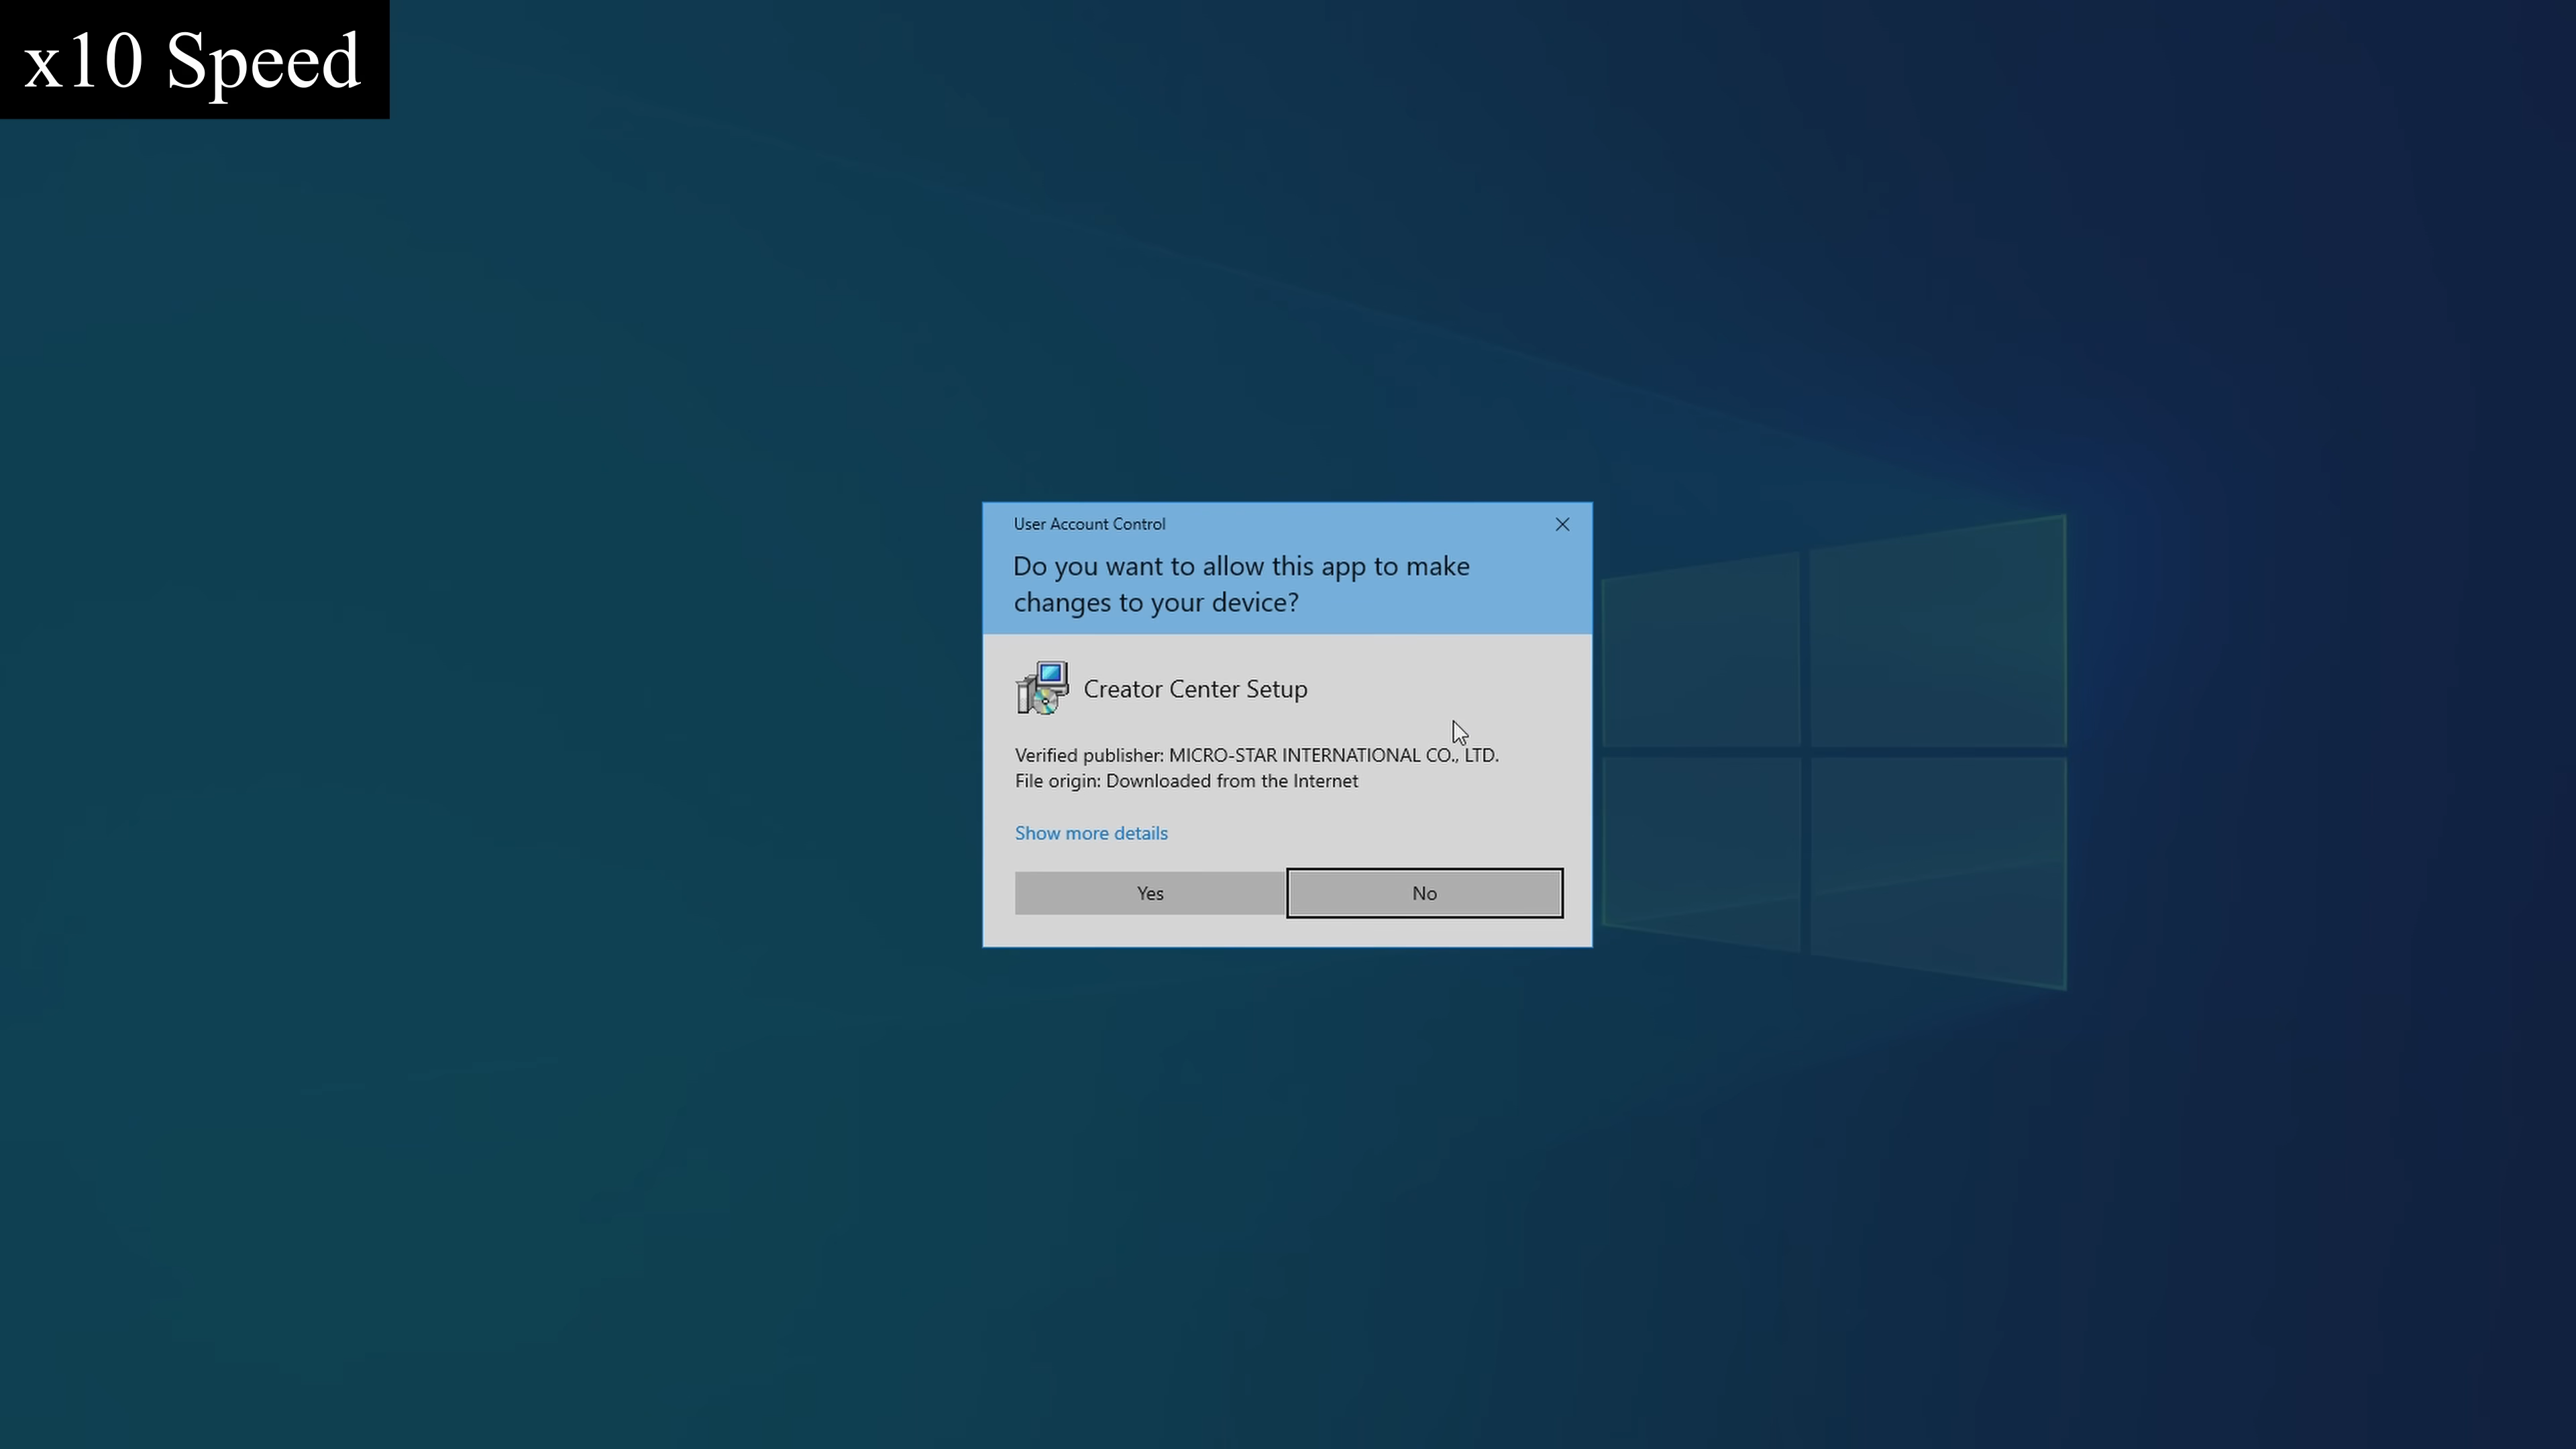 x10 Speed
User Account Control
Do you want to allow this app to make
changes to your device?
Creator Center Setup
Verified publisher: MICRO-STAR INTERNATIONAL CO., LTD.
File origin: Downloaded from the Internet
Show more details
Yes
No